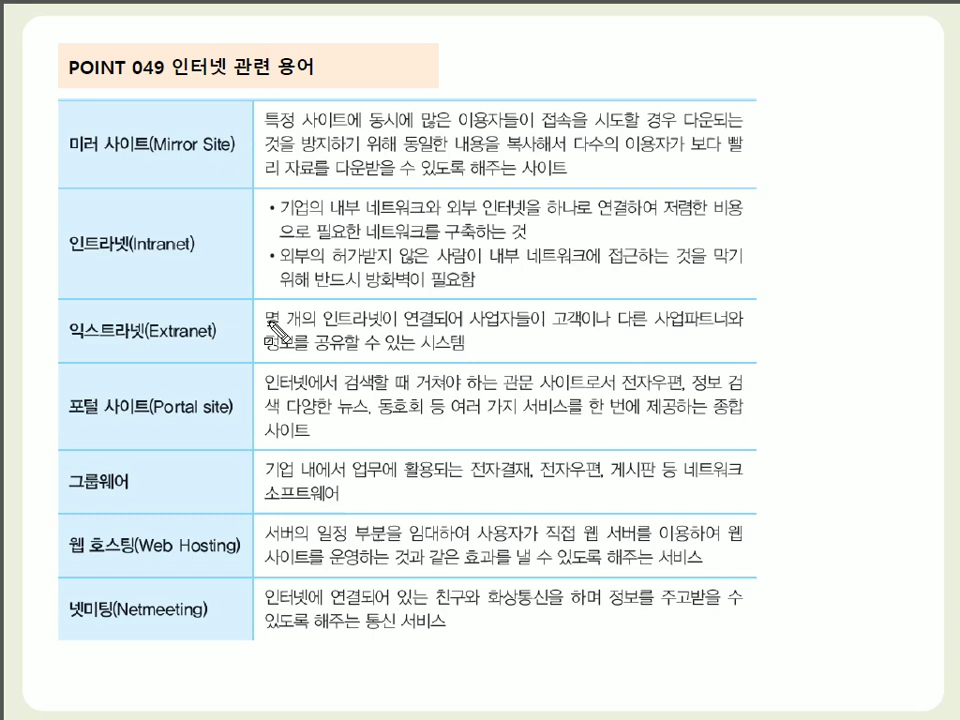 POINT 049 인터넷 관련 용어
미러 사이트(Mirror Site)
특정 사이트에 동시에 많은 이용자들이 접속을 시도할 경우 다운되는
것을 방지하기 위해 동일한 내용을 복사해서 다수의 이용자가 보다 빨
리 자료를 다운받을 수 있도록 해주는 사이트
인트라넷(Intranet)
• 기업의 내부 네트워크와 외부 인터넷을 하나로 연결하여 저렴한 비용
으로 필요한 네트워크를 구축하는 것
• 외부의 허가받지 않은 사람이 내부 네트워크에 접근하는 것을 막기
위해 반드시 방화벽이 필요함
익스트라넷(Extranet)
몇 개의 인트라넷이 연결되어 사업자들이 고객이나 다른 사업파트너와
정보를 공유할 수 있는 시스템
포털 사이트(Portal site)
인터넷에서 검색할 때 거쳐야 하는 관문 사이트로서 전자우편, 정보 검
색 다양한 뉴스, 동호회 등 여러 가지 서비스를 한 번에 제공하는 종합
사이트
그룹웨어
기업 내에서 업무에 활용되는 전자결재, 전자우편, 게시판 등 네트워크
소프트웨어
웹 호스팅(Web Hosting)
서버의 일정 부분을 임대하여 사용자가 직접 웹 서버를 이용하여 웹
사이트를 운영하는 것과 같은 효과를 낼 수 있도록 해주는 서비스
넷미팅(Netmeeting)
인터넷에 연결되어 있는 친구와 화상통신을 하며 정보를 주고받을 수
있도록 해주는 통신 서비스